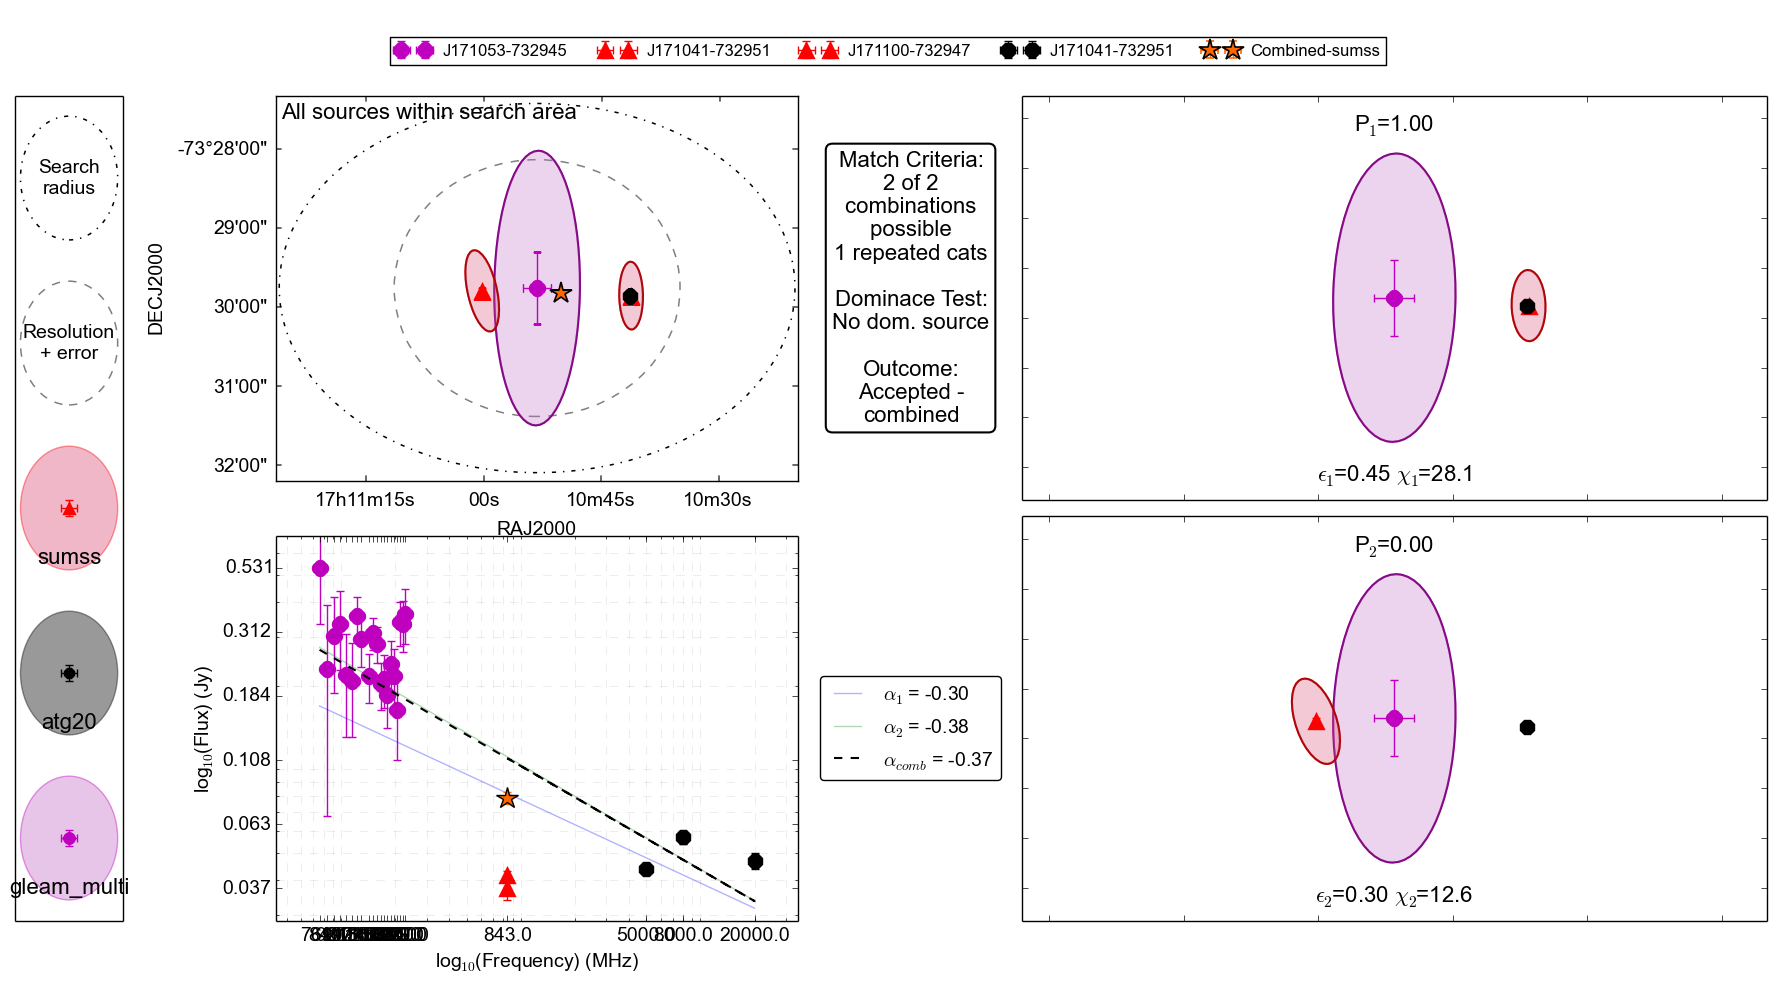 J171053-732945 J171041-732951 J171100-732947 J171041-732951 Combined-sumss
Search
radius
Resolution
+ error
sumss
atg20
gleam_multi
All sources within search area
DECJ2000
-73°28'00"
29'00"
30'00"
31'00"
32'00"
17h11m15s 00s 10m45s 10m30s
RAJ2000
Match Criteria:
2 of 2
combinations
possible
1 repeated cats
Dominace Test:
No dom. source
Outcome:
Accepted -
combined
P1=1.00
ϵ1=0.45 χ1=28.1
P2=0.00
ϵ2=0.30 χ2=12.6
log10(Flux) (Jy)
0.531
0.312
0.184
0.108
0.063
0.037
843.0 5000.0 8000.0 20000.0
log10(Frequency) (MHz)
α1 = -0.30
α2 = -0.38
αcomb = -0.37